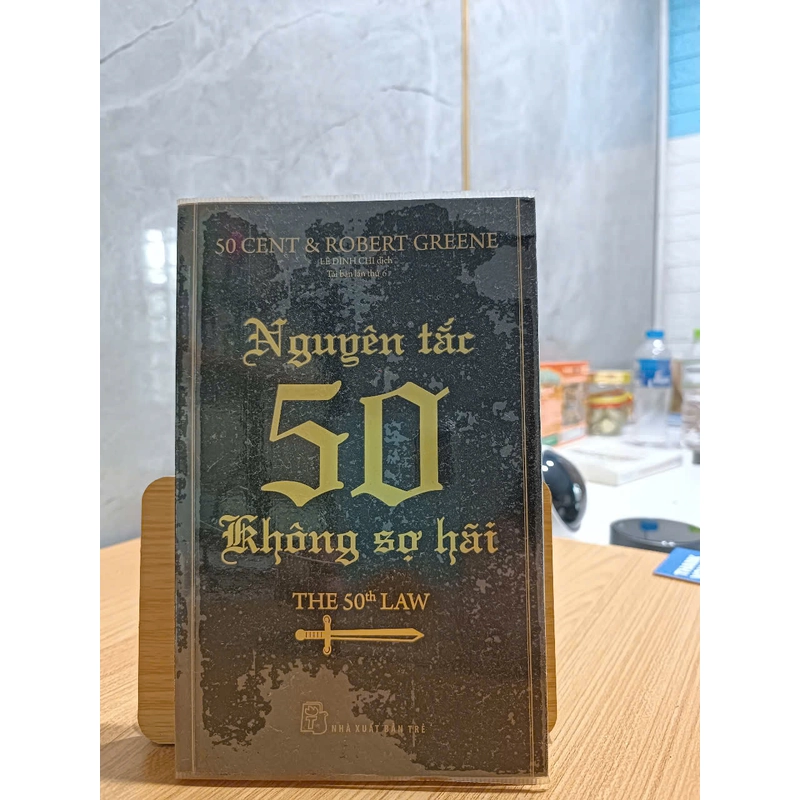 50 CENT & ROBERT GREENE
LÊ ĐÌNH CHI dịch
Tái bản lần thứ 6
Nguyên tắc
50
Không sợ hãi
THE 50th LAW
NHÀ XUẤT BẢN TRẺ